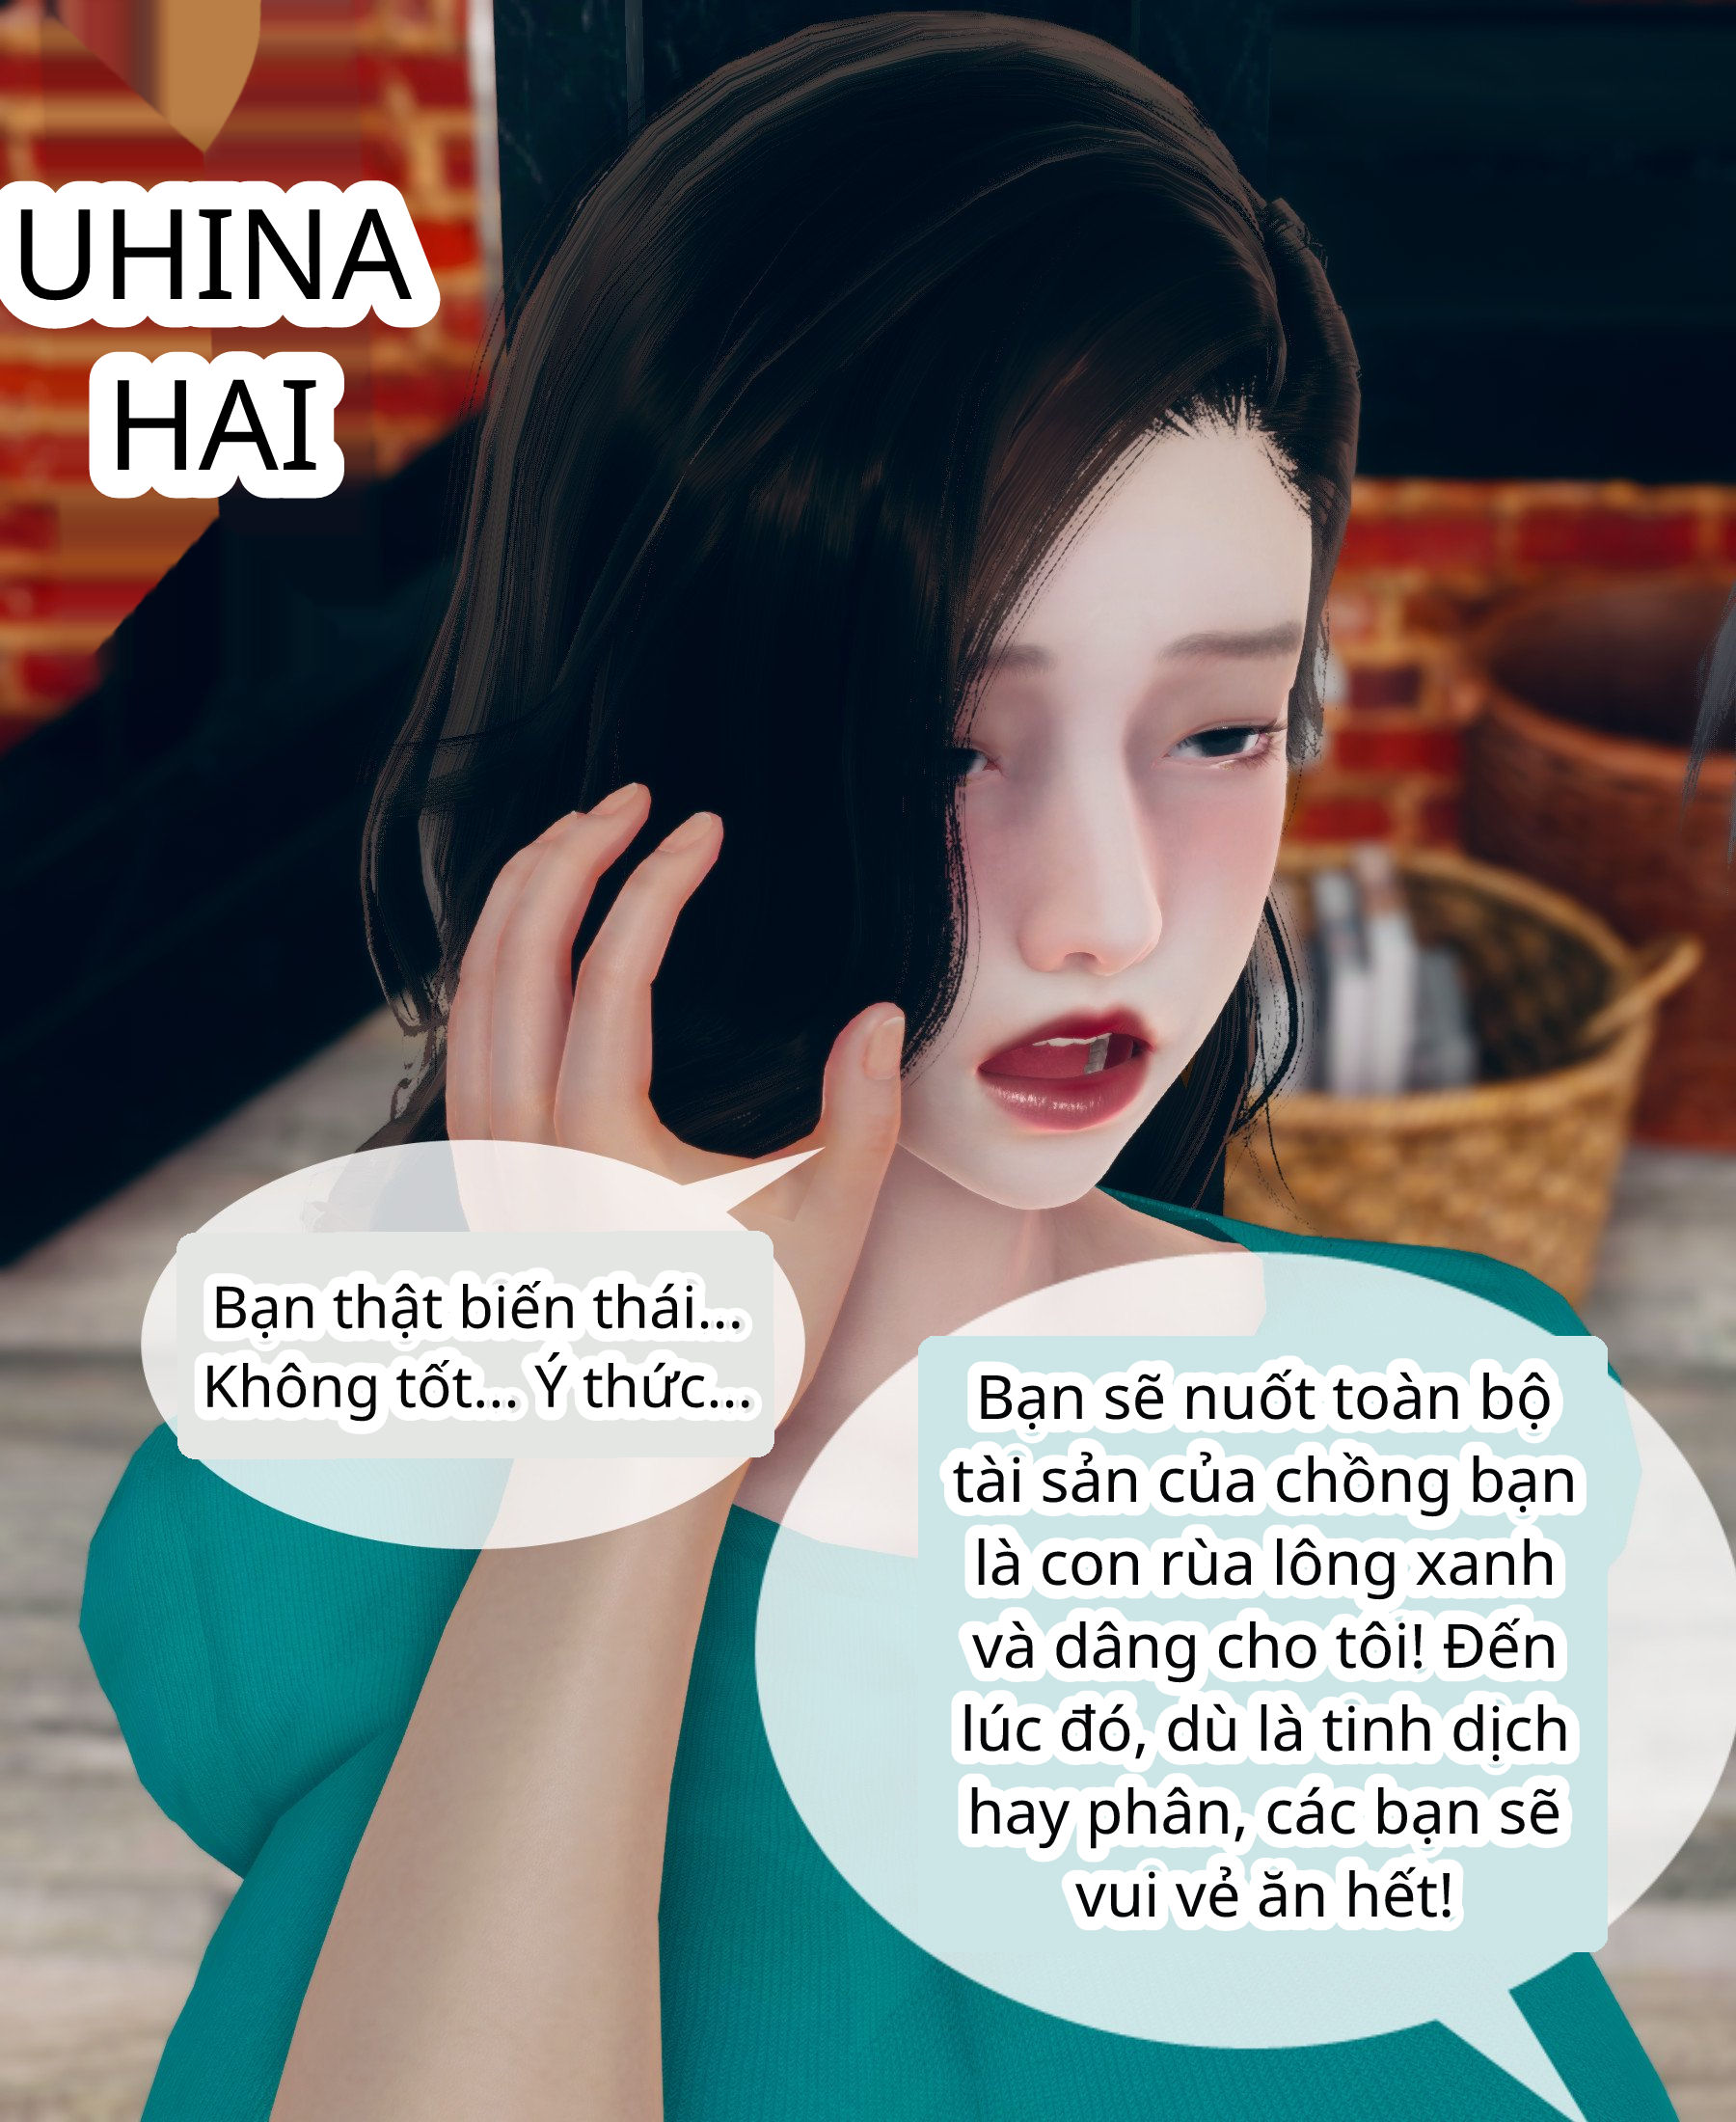 UHINA
HAI
Bạn thật biến thái...
Không tốt... Ý thức...
Bạn sẽ nuốt toàn bộ
tài sản của chồng bạn
là con rùa lông xanh
và dâng cho tôi! Đến
lúc đó, dù là tinh dịch
hay phân, các bạn sẽ
vui vẻ ăn hết!